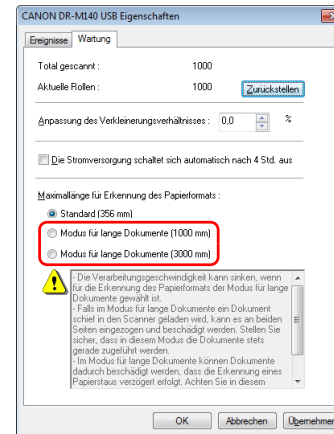 CANON DR-M140 USB Eigenschaften
Ereignisse Wartung
Total gescannt : 1000
Aktuelle Rollen : 1000 Zurückstellen
Anpassung des Verkleinerungsverhältnisses : 0,0 %
Die Stromversorgung schaltet sich automatisch nach 4 Std. aus
Maximallänge für Erkennung des Papierformats :
Standard (356 mm)
Modus für lange Dokumente (1000 mm)
Modus für lange Dokumente (3000 mm)
- Die Verarbeitungsgeschwindigkeit kann sinken, wenn
für die Erkennung des Papierformats der Modus für lange
Dokumente gewählt ist.
- Falls im Modus für lange Dokumente ein Dokument
schief in den Scanner geladen wird, kann es an beiden
Seiten eingezogen und beschädigt werden. Stellen Sie
sicher, dass in diesem Modus die Dokumente stets
gerade zugeführt werden.
- Im Modus für lange Dokumente können Dokumente
dadurch beschädigt werden, dass die Erkennung eines
Papierstaus verzögert erfolgt. Achten Sie in diesem
OK Abbrechen Übernehmen